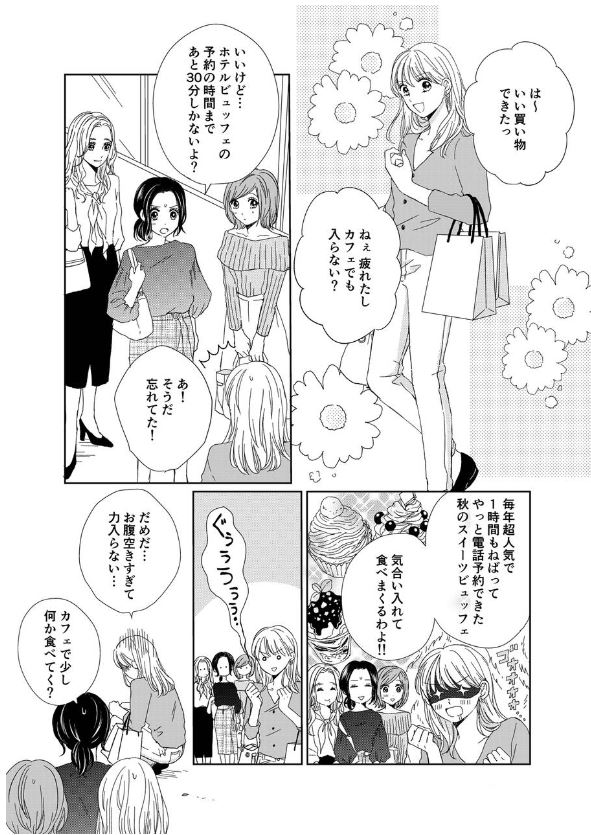 は〜
いい買い物
できたっ
ねぇ 疲れたし
カフェでも
入らない？
いいけど…
ホテルビュッフェの
予約の時間まで
あと30分しかないよ？
あ！
そうだ
忘れてた！
毎年超人気で
1時間もねばって
やっと電話予約できた
秋のスイーツビュッフェ
気合い入れて
食べまくるわよ!!
ゴゴゴゴゴ
ぐぅぅうぅぅ‥
だめだ…
お腹空きすぎて
力入らない…
カフェで少し
何か食べてく？